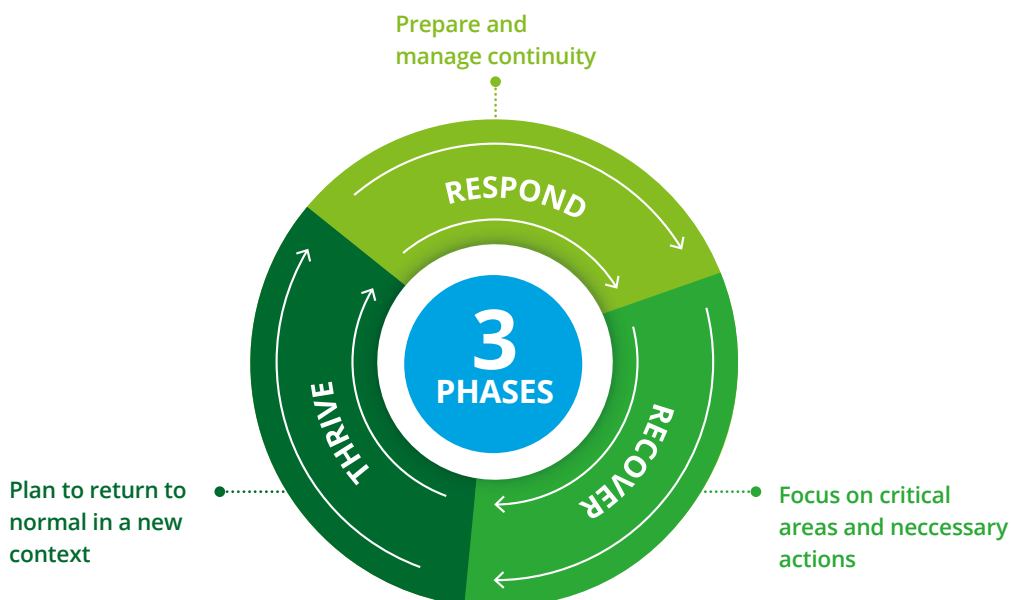 Prepare and
manage continuity
RESPOND
3
PHASES
THRIVE
RECOVER
Plan to return to
normal in a new
context
Focus on critical
areas and neccessary
actions